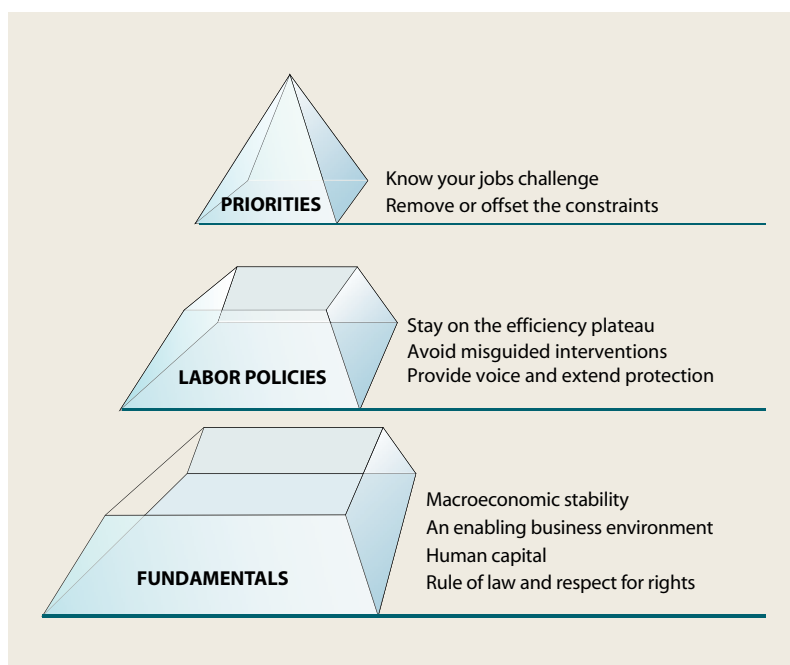 PRIORITIES
Know your jobs challenge
Remove or offset the constraints
LABOR POLICIES
Stay on the efficiency plateau
Avoid misguided interventions
Provide voice and extend protection
FUNDAMENTALS
Macroeconomic stability
An enabling business environment
Human capital
Rule of law and respect for rights